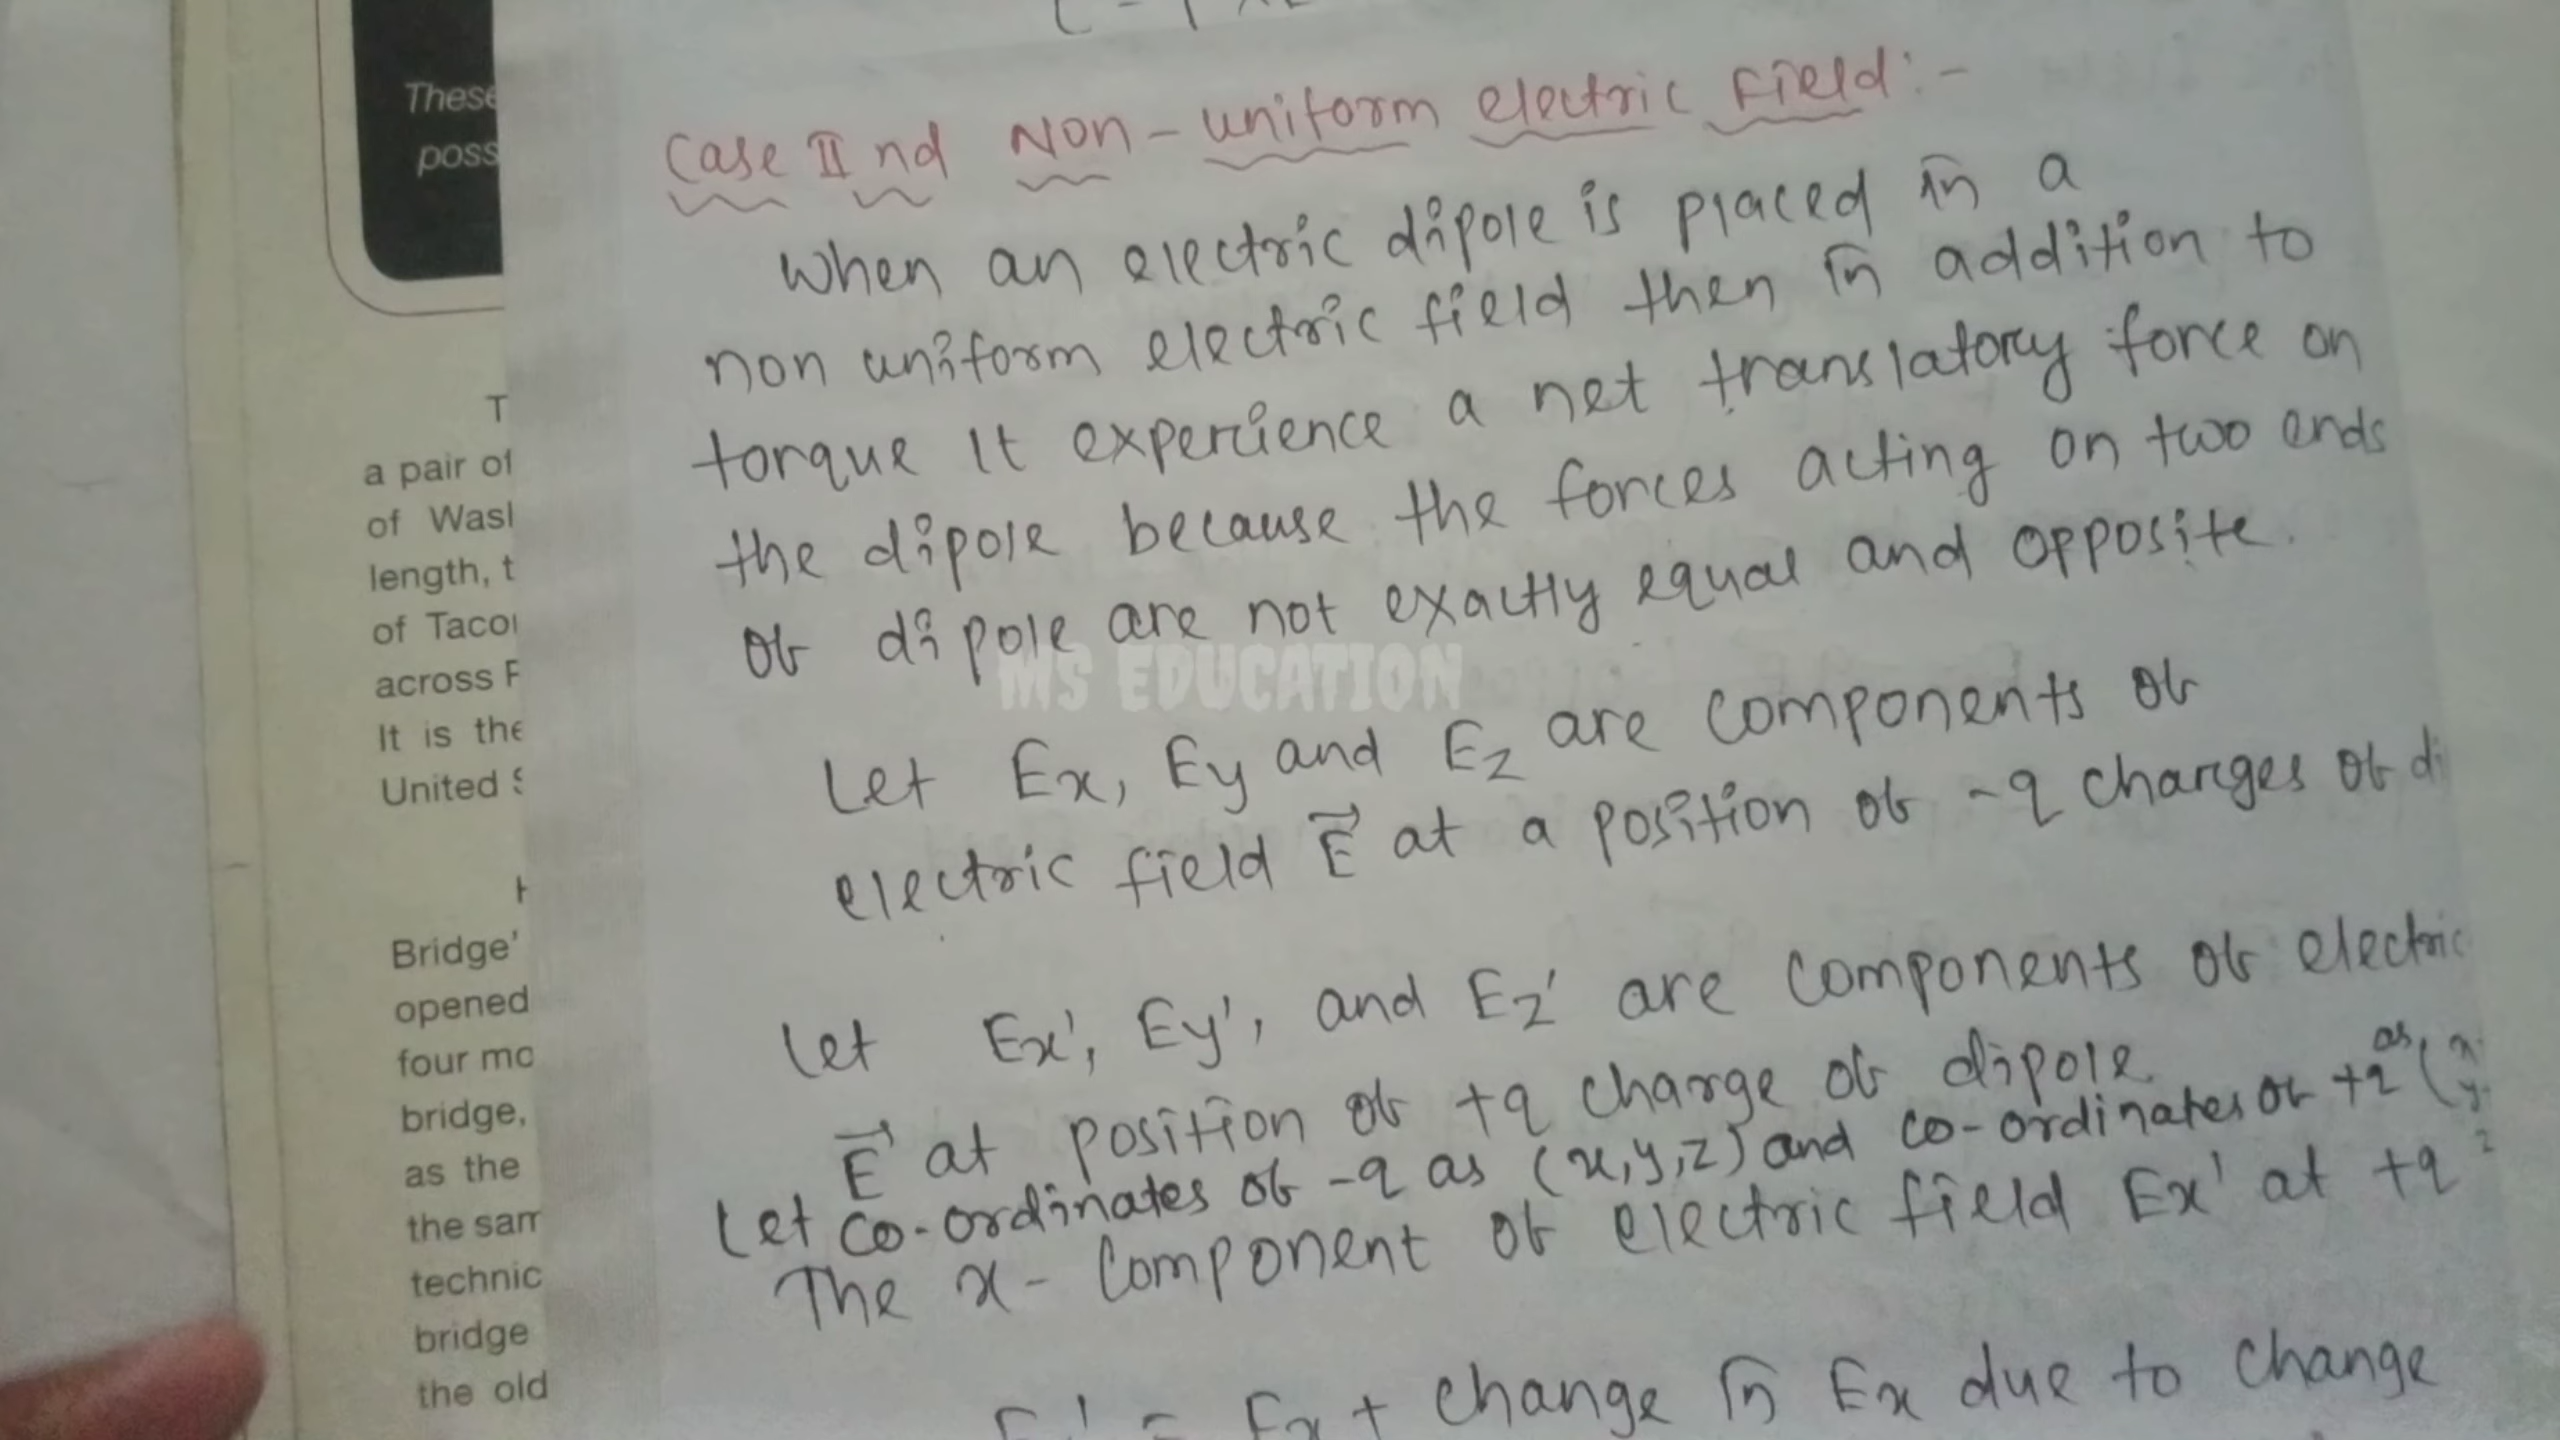 These
poss
T
a pair of
of Wasl
length, t
of Tacoi
across F
It is the
United S
Bridge'
opened
four mo
bridge,
as the
the sam
technic
bridge
the old
Case II nd Non-uniform electric Field:-
When an electric dipole is placed in a
non uniform electric field then in addition to
torque It experience a net translatory force on
the dipole because the forces acting on two ends
of dipole are not exactly equal and opposite.
MS EDUCATION
Let Ex, Ey and Ez are components of
electric field E⃗ at a position of -q charges of di
Let Ex', Ey', and Ez' are components of electric
E⃗' at position of +q charge of dipole
Let co-ordinates of -q as (x,y,z) and co-ordinates of +q as (x
The x-component of electric field Ex' at +q
= Ex + change in Ex due to change